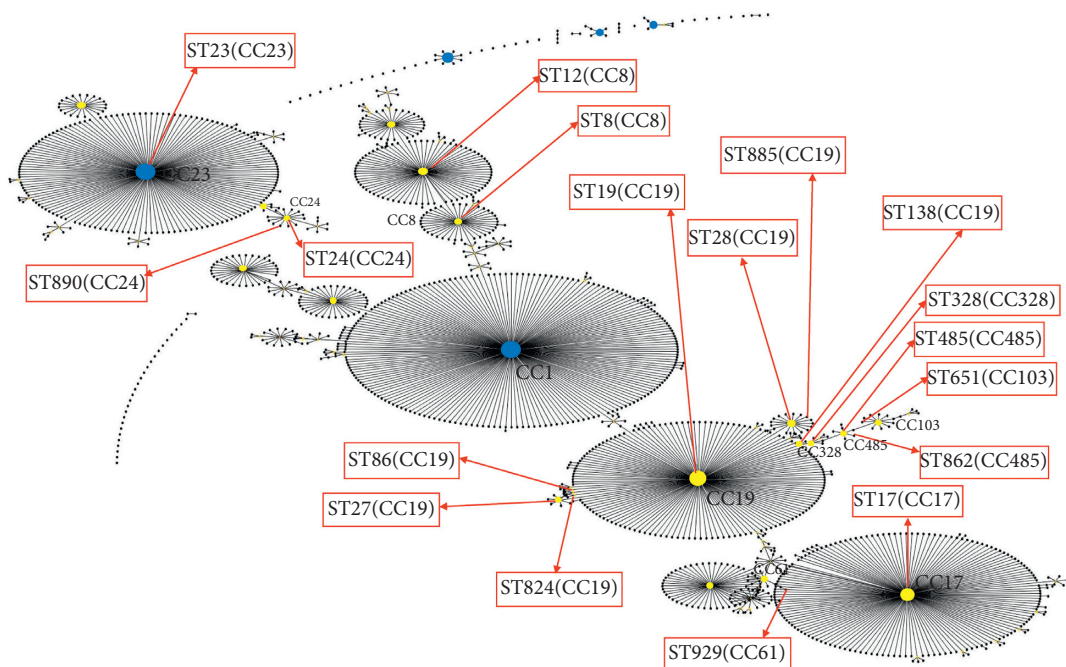 ST23(CC23)
ST12(CC8)
ST8(CC8)
ST885(CC19)
CC23
ST19(CC19)
ST138(CC19)
CC24
CC8
ST28(CC19)
ST24(CC24)
ST890(CC24)
ST328(CC328)
ST485(CC485)
CC1
ST651(CC103)
CC103
CC328
CC485
ST86(CC19)
ST862(CC485)
CC19
ST27(CC19)
ST17(CC17)
CC61
CC17
ST824(CC19)
ST929(CC61)